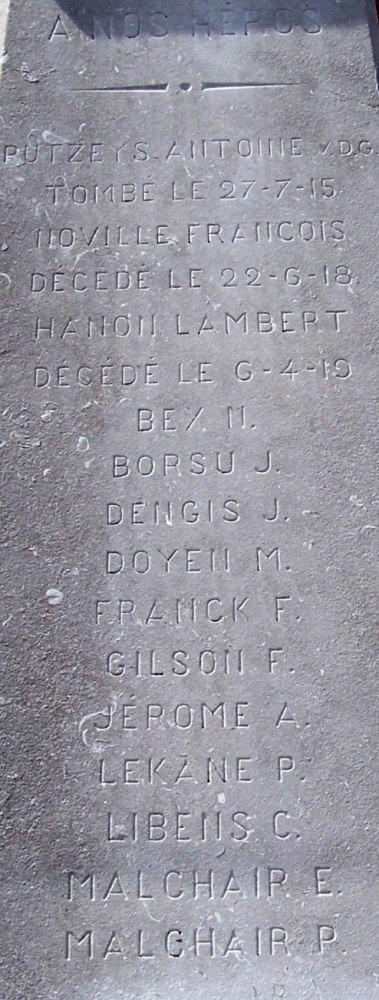 A NOS HÉROS
PUTZEYS. ANTOINE V.D.G.
TOMBÉ LE 27-7-15
NOVILLE FRANCOIS
DÉCÉDÉ LE 22-6-18
HANON LAMBERT
DÉCÉDÉ LE 6-4-19
BEX N.
BORSU J.
DENGIS J.
DOYEN M.
FRANCK F.
GILSON F.
JÉROME A.
LEKANE P.
LIBENS C.
MALCHAIR E.
MALCHAIR P.